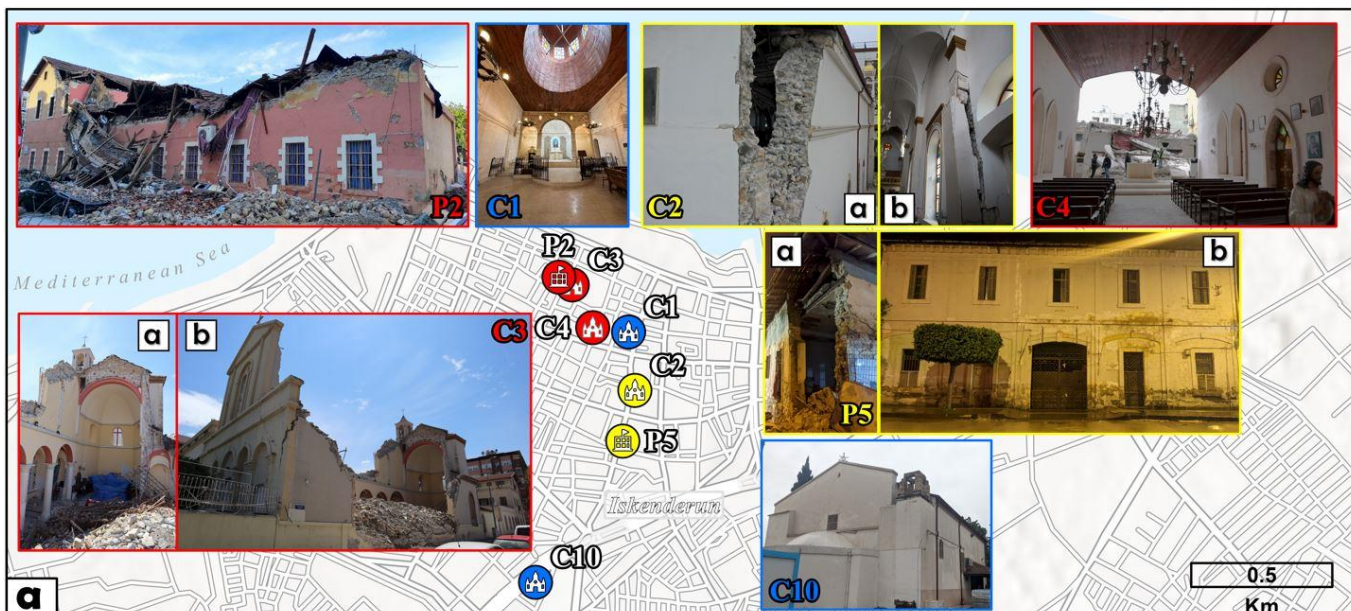 P2
C1
C2
a
b
C4
Mediterranean Sea
P2
C3
C4
C1
C2
P5
Iskenderun
C10
a
b
C3
a
b
P5
C10
a
0.5
Km